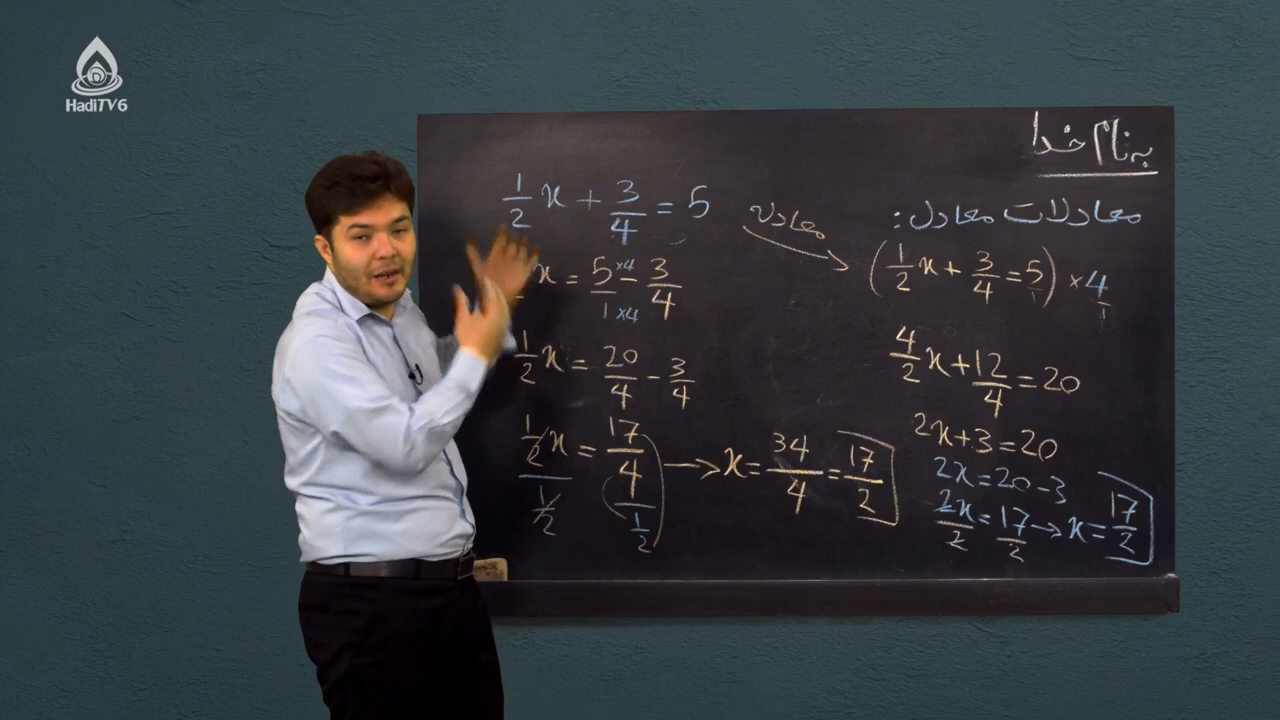 HadiTV6
به نام خدا
معادلات معادل:
1/2 x + 3/4 = 5
معادله
(1/2 x + 3/4 = 5) ×4/1
x = 5×4/1×4 - 3/4
4/2 x + 12/4 = 20
1/2 x = 20/4 - 3/4
2x + 3 = 20
2x = 20 - 3
1/2 x / 1/2 = 17/4 / 1/2 → x = 34/4 = 17/2
2x/2 = 17/2 → x = 17/2